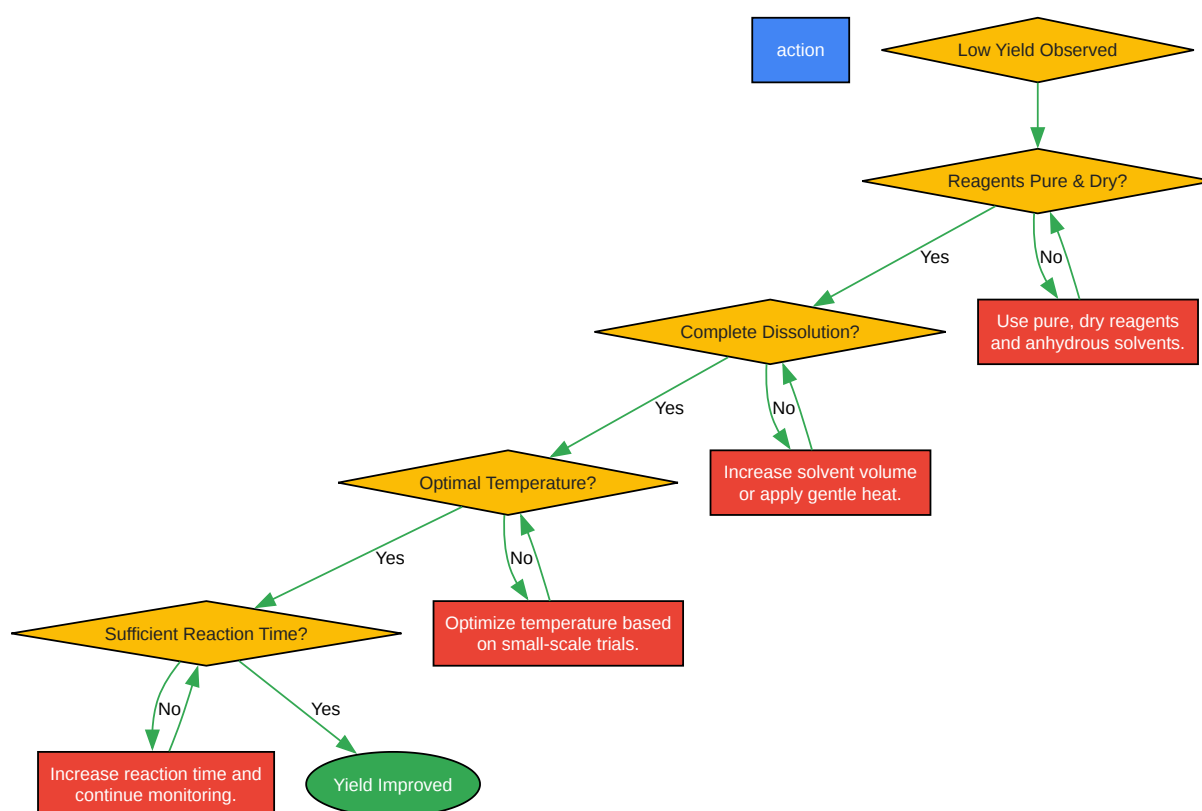 action
Low Yield Observed
Reagents Pure & Dry?
Yes
No
Use pure, dry reagents
and anhydrous solvents.
Complete Dissolution?
Yes
No
Increase solvent volume
or apply gentle heat.
Optimal Temperature?
Yes
No
Optimize temperature based
on small-scale trials.
Sufficient Reaction Time?
No
Yes
Increase reaction time and
continue monitoring.
Yield Improved